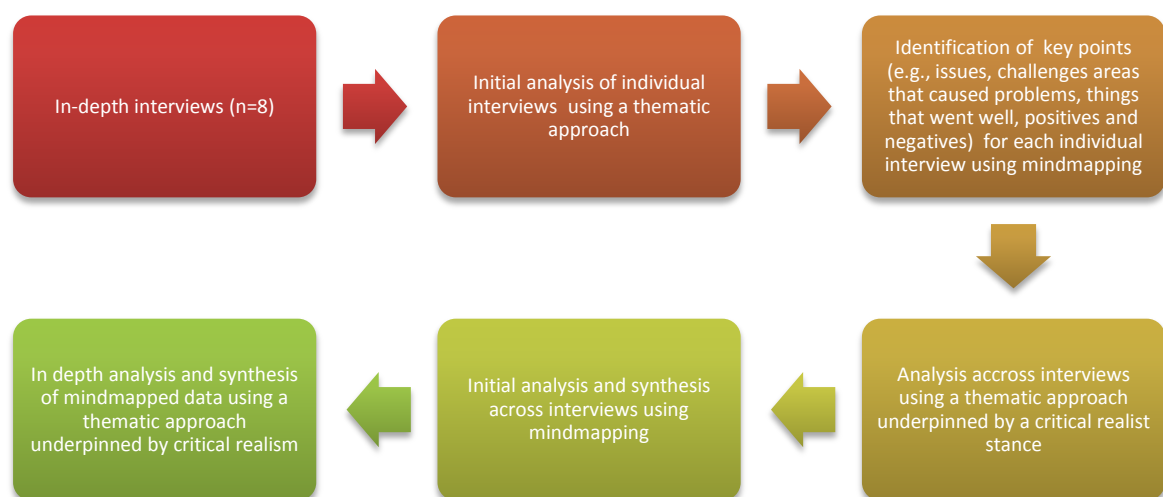 In-depth interviews (n=8)
Initial analysis of individual
interviews using a thematic
approach
Identification of key points
(e.g., issues, challenges areas
that caused problems, things
that went well, positives and
negatives) for each individual
interview using mindmapping
Analysis accross interviews
using a thematic approach
underpinned by a critical realist
stance
Initial analysis and synthesis
across interviews using
mindmapping
In depth analysis and synthesis
of mindmapped data using a
thematic approach
underpinned by critical realism